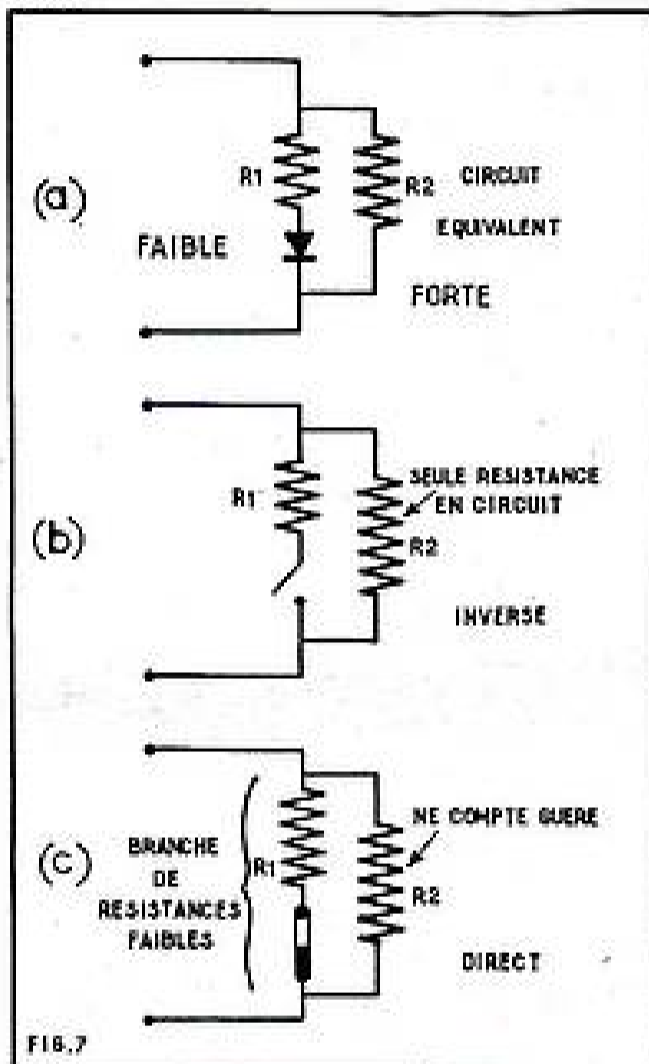 (a)
R1
R2
CIRCUIT
EQUIVALENT
FAIBLE
FORTE
(b)
R1
SEULE RESISTANCE
EN CIRCUIT
R2
INVERSE
(c)
BRANCHE
DE
RESISTANCES
FAIBLES
R1
NE COMPTE GUERE
R2
DIRECT
FIG.7